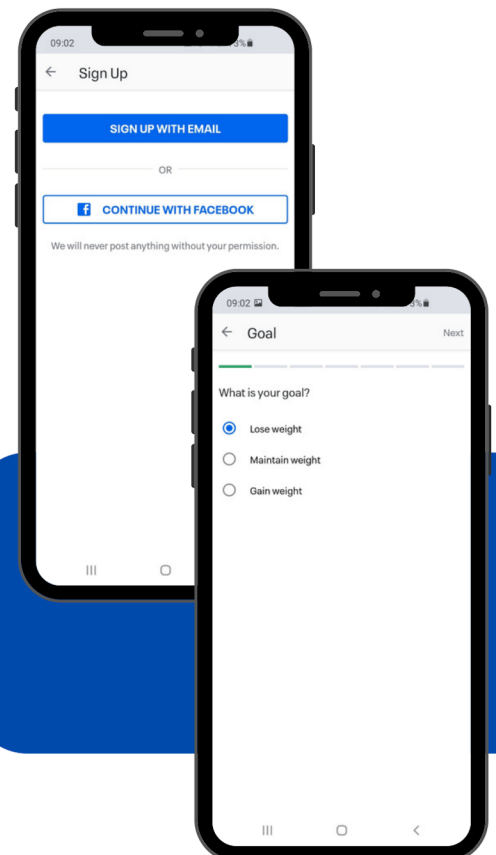 09:02
Sign Up
SIGN UP WITH EMAIL
OR
CONTINUE WITH FACEBOOK
We will never post anything without your permission.
09:02
Goal
Next
What is your goal?
Lose weight
Maintain weight
Gain weight